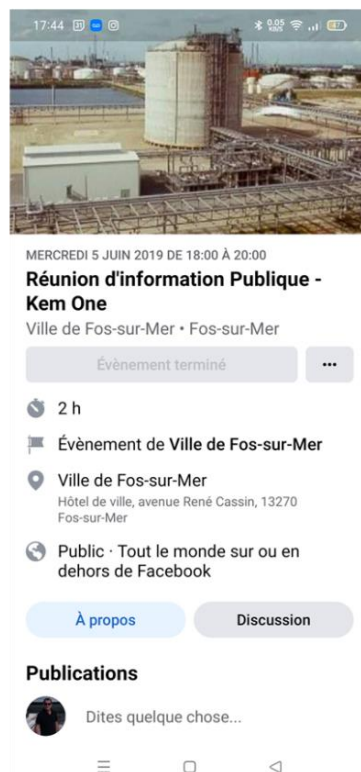 17:44 31 0.05 KB/S
MERCREDI 5 JUIN 2019 DE 18:00 À 20:00
Réunion d'information Publique -
Kem One
Ville de Fos-sur-Mer • Fos-sur-Mer
Évènement terminé
2 h
Évènement de Ville de Fos-sur-Mer
Ville de Fos-sur-Mer
Hôtel de ville, avenue René Cassin, 13270
Fos-sur-Mer
Public · Tout le monde sur ou en
dehors de Facebook
À propos Discussion
Publications
Dites quelque chose...